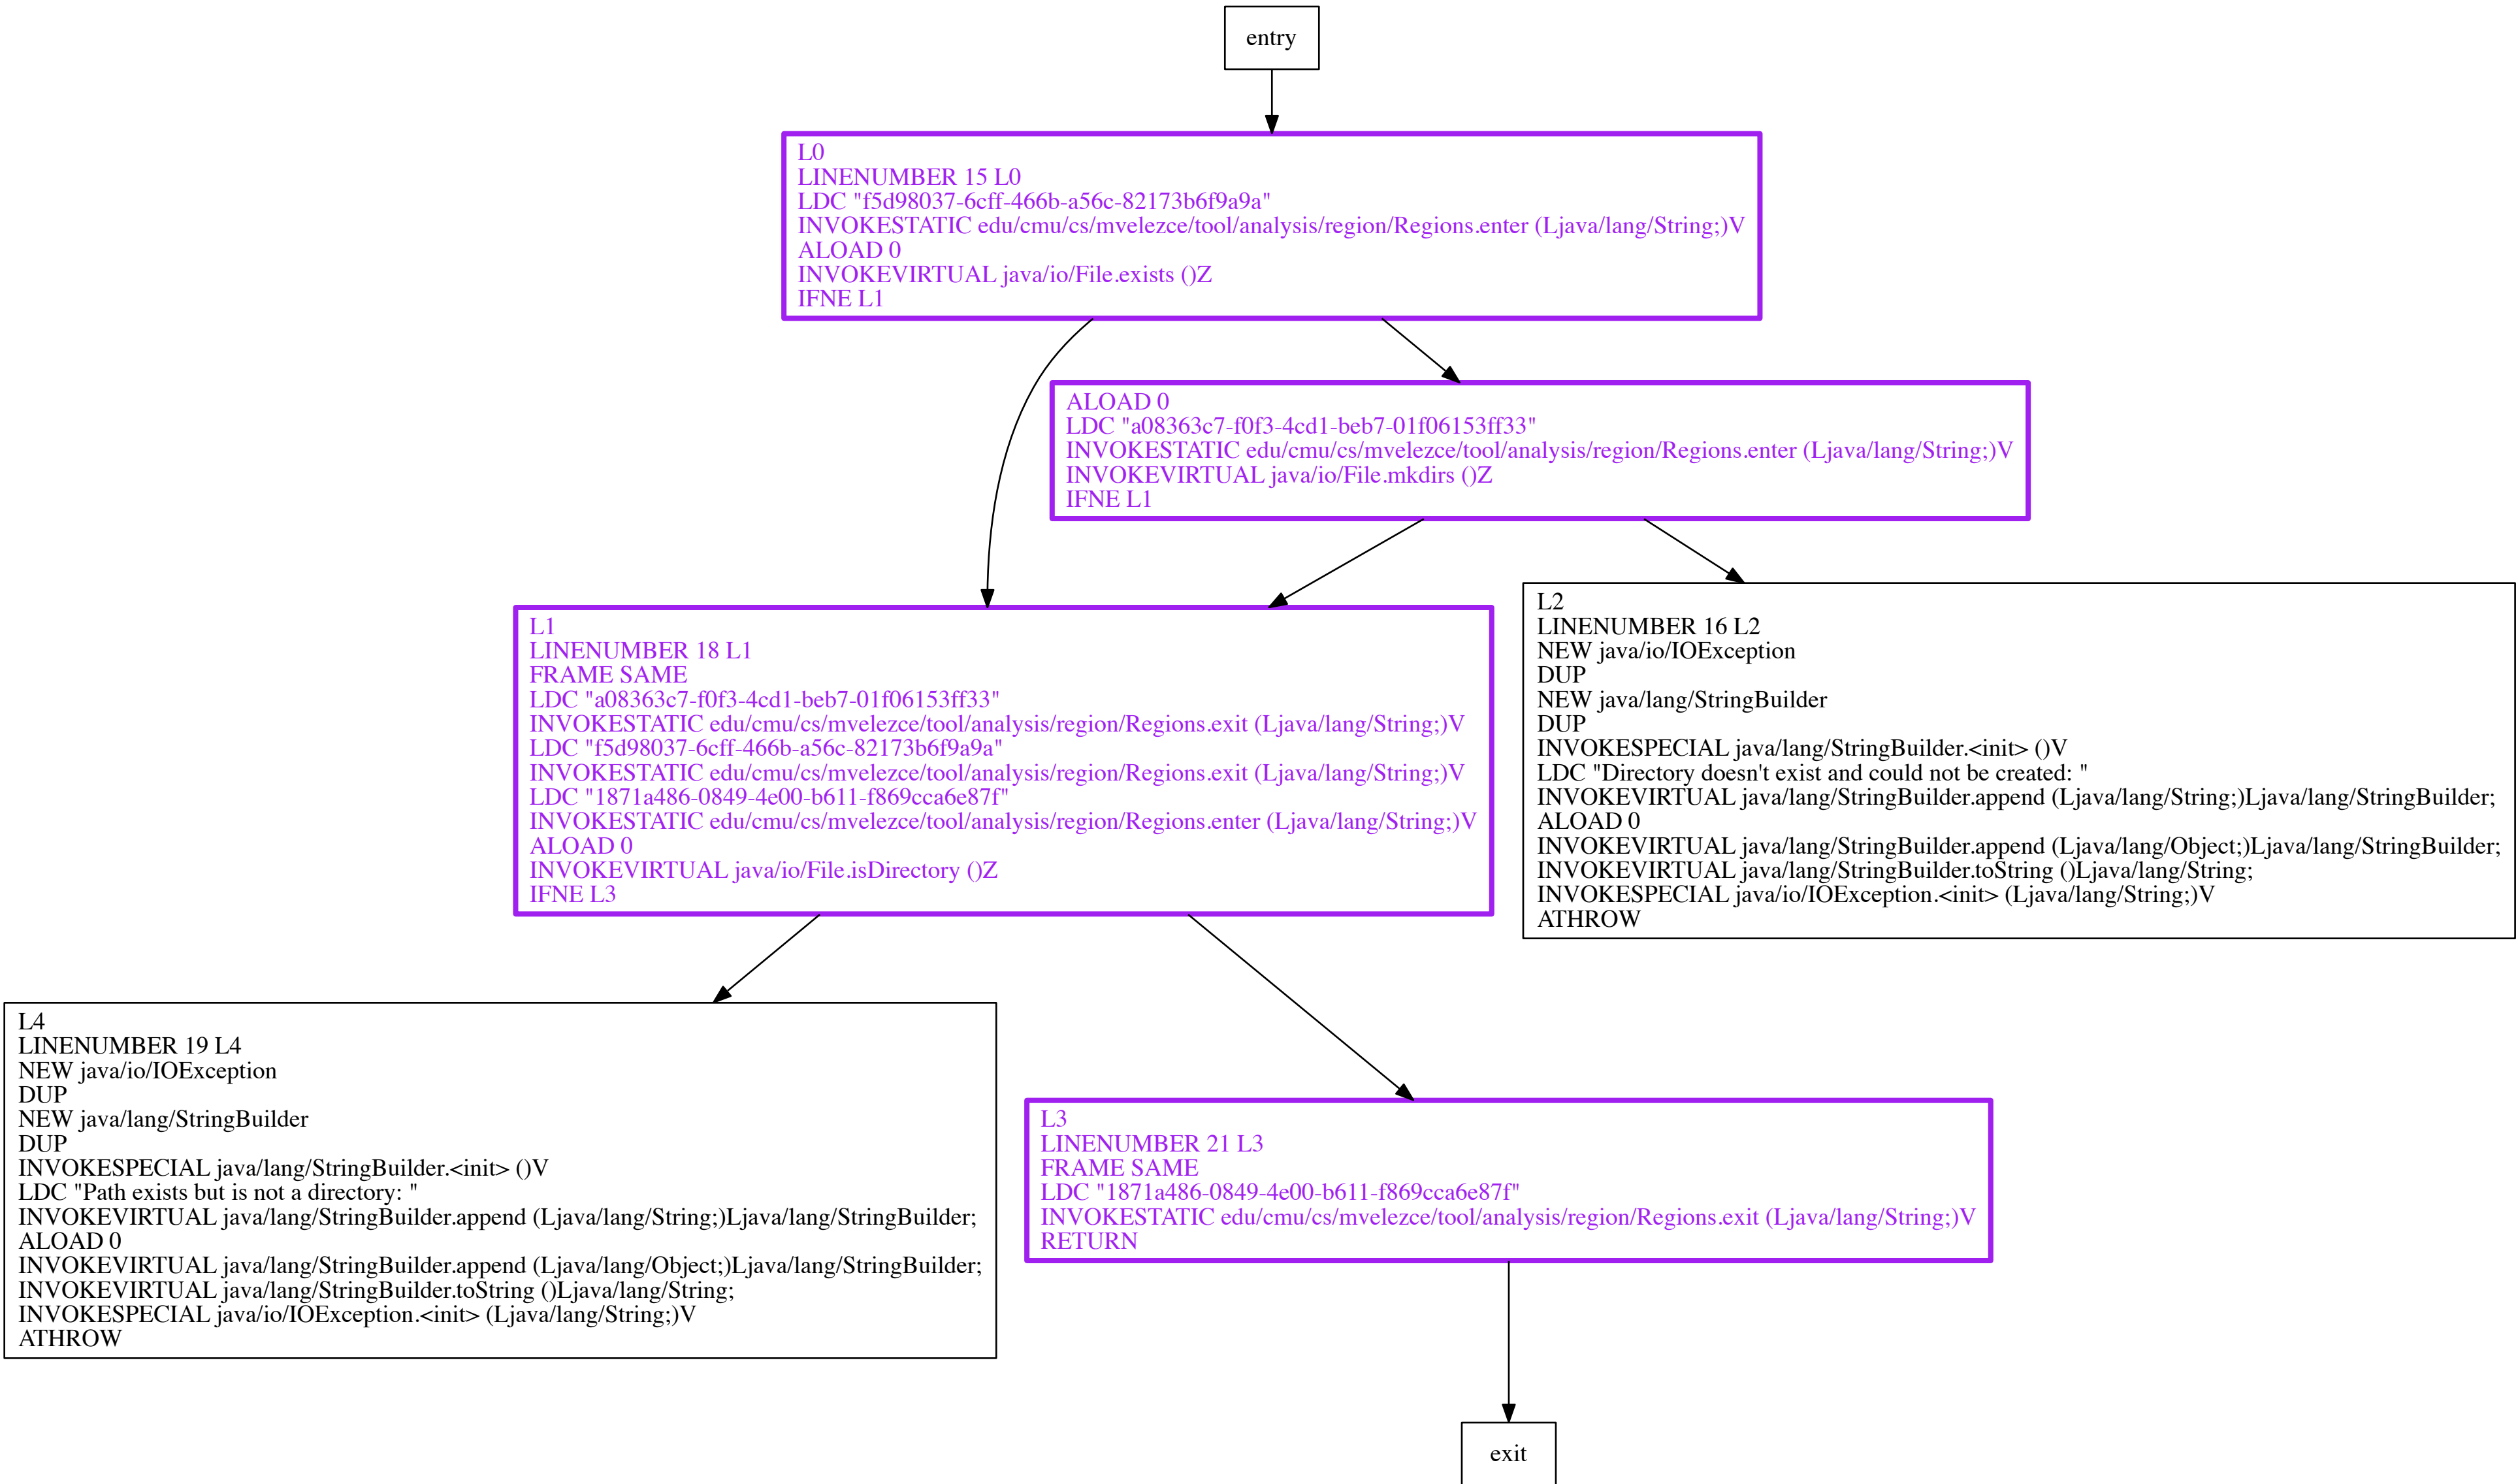 entry
L0
LINENUMBER 15 L0
LDC "f5d98037-6cff-466b-a56c-82173b6f9a9a"
INVOKESTATIC edu/cmu/cs/mvelezce/tool/analysis/region/Regions.enter (Ljava/lang/String;)V
ALOAD 0
INVOKEVIRTUAL java/io/File.exists ()Z
IFNE L1
ALOAD 0
LDC "a08363c7-f0f3-4cd1-beb7-01f06153ff33"
INVOKESTATIC edu/cmu/cs/mvelezce/tool/analysis/region/Regions.enter (Ljava/lang/String;)V
INVOKEVIRTUAL java/io/File.mkdirs ()Z
IFNE L1
L1
LINENUMBER 18 L1
FRAME SAME
LDC "a08363c7-f0f3-4cd1-beb7-01f06153ff33"
INVOKESTATIC edu/cmu/cs/mvelezce/tool/analysis/region/Regions.exit (Ljava/lang/String;)V
LDC "f5d98037-6cff-466b-a56c-82173b6f9a9a"
INVOKESTATIC edu/cmu/cs/mvelezce/tool/analysis/region/Regions.exit (Ljava/lang/String;)V
LDC "1871a486-0849-4e00-b611-f869cca6e87f"
INVOKESTATIC edu/cmu/cs/mvelezce/tool/analysis/region/Regions.enter (Ljava/lang/String;)V
ALOAD 0
INVOKEVIRTUAL java/io/File.isDirectory ()Z
IFNE L3
L2
LINENUMBER 16 L2
NEW java/io/IOException
DUP
NEW java/lang/StringBuilder
DUP
INVOKESPECIAL java/lang/StringBuilder.<init> ()V
LDC "Directory doesn't exist and could not be created: "
INVOKEVIRTUAL java/lang/StringBuilder.append (Ljava/lang/String;)Ljava/lang/StringBuilder;
ALOAD 0
INVOKEVIRTUAL java/lang/StringBuilder.append (Ljava/lang/Object;)Ljava/lang/StringBuilder;
INVOKEVIRTUAL java/lang/StringBuilder.toString ()Ljava/lang/String;
INVOKESPECIAL java/io/IOException.<init> (Ljava/lang/String;)V
ATHROW
L4
LINENUMBER 19 L4
NEW java/io/IOException
DUP
NEW java/lang/StringBuilder
DUP
INVOKESPECIAL java/lang/StringBuilder.<init> ()V
LDC "Path exists but is not a directory: "
INVOKEVIRTUAL java/lang/StringBuilder.append (Ljava/lang/String;)Ljava/lang/StringBuilder;
ALOAD 0
INVOKEVIRTUAL java/lang/StringBuilder.append (Ljava/lang/Object;)Ljava/lang/StringBuilder;
INVOKEVIRTUAL java/lang/StringBuilder.toString ()Ljava/lang/String;
INVOKESPECIAL java/io/IOException.<init> (Ljava/lang/String;)V
ATHROW
L3
LINENUMBER 21 L3
FRAME SAME
LDC "1871a486-0849-4e00-b611-f869cca6e87f"
INVOKESTATIC edu/cmu/cs/mvelezce/tool/analysis/region/Regions.exit (Ljava/lang/String;)V
RETURN
exit